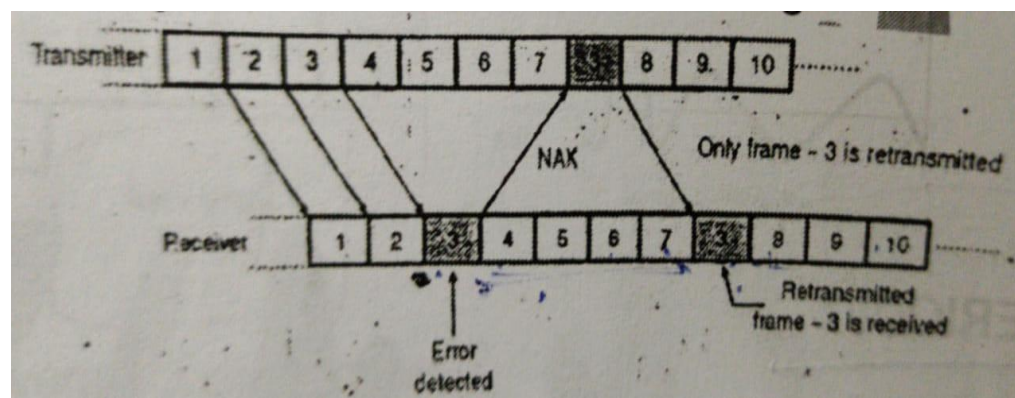 Transmitter 1 2 3 4 5 6 7 3 8 9 10
NAK
Only frame - 3 is retransmitted
Receiver 1 2 3 4 5 6 7 3 8 9 10
Error
detected
Retransmitted
frame - 3 is received